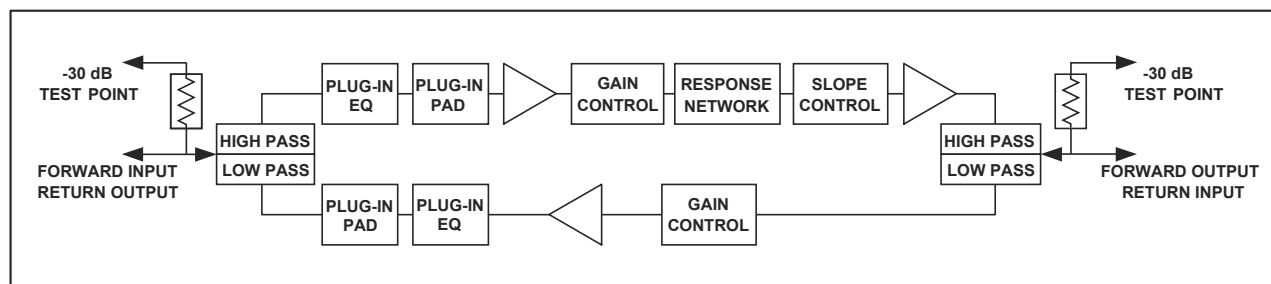 -30 dB
TEST POINT
FORWARD INPUT
RETURN OUTPUT
HIGH PASS
LOW PASS
PLUG-IN
EQ
PLUG-IN
PAD
GAIN
CONTROL
RESPONSE
NETWORK
SLOPE
CONTROL
PLUG-IN
PAD
PLUG-IN
EQ
GAIN
CONTROL
HIGH PASS
LOW PASS
-30 dB
TEST POINT
FORWARD OUTPUT
RETURN INPUT